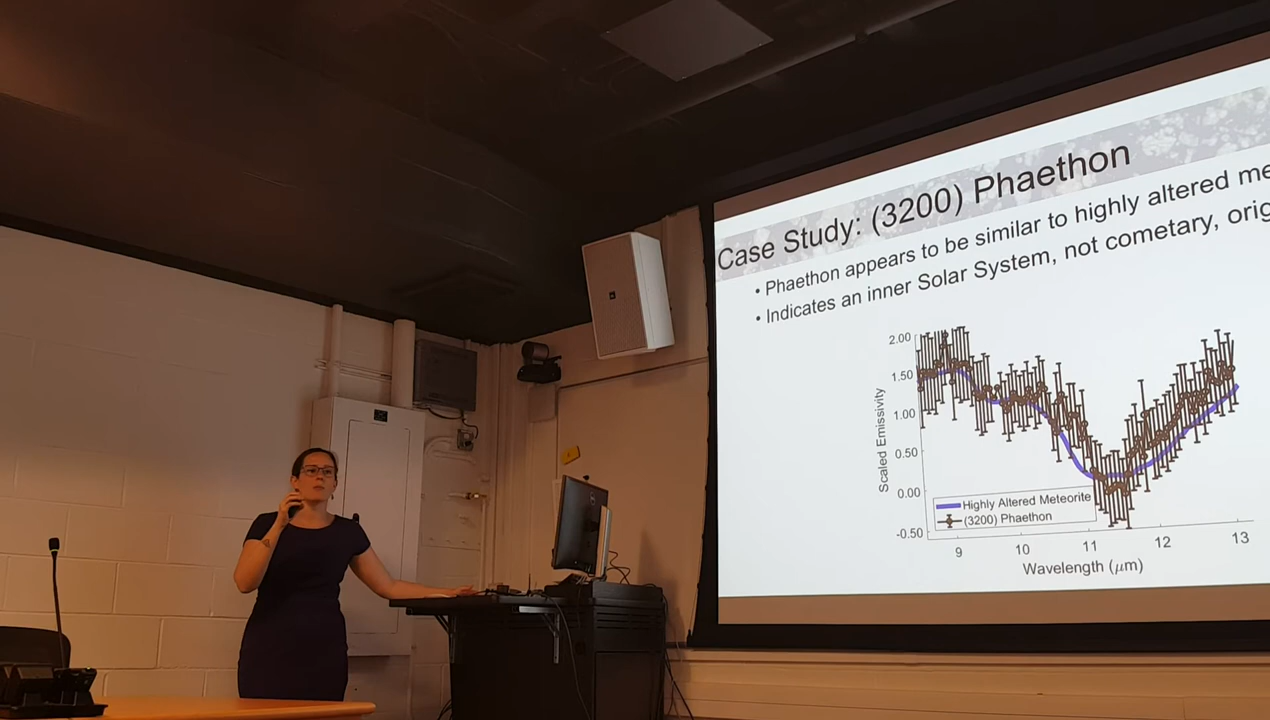 Case Study: (3200) Phaethon
• Phaethon appears to be similar to highly altered me
• Indicates an inner Solar System, not cometary, orig
2.00
1.50
1.00
0.50
0.00
-0.50
Scaled Emissivity
Highly Altered Meteorite
(3200) Phaethon
9 10 11 12 13
Wavelength (μm)